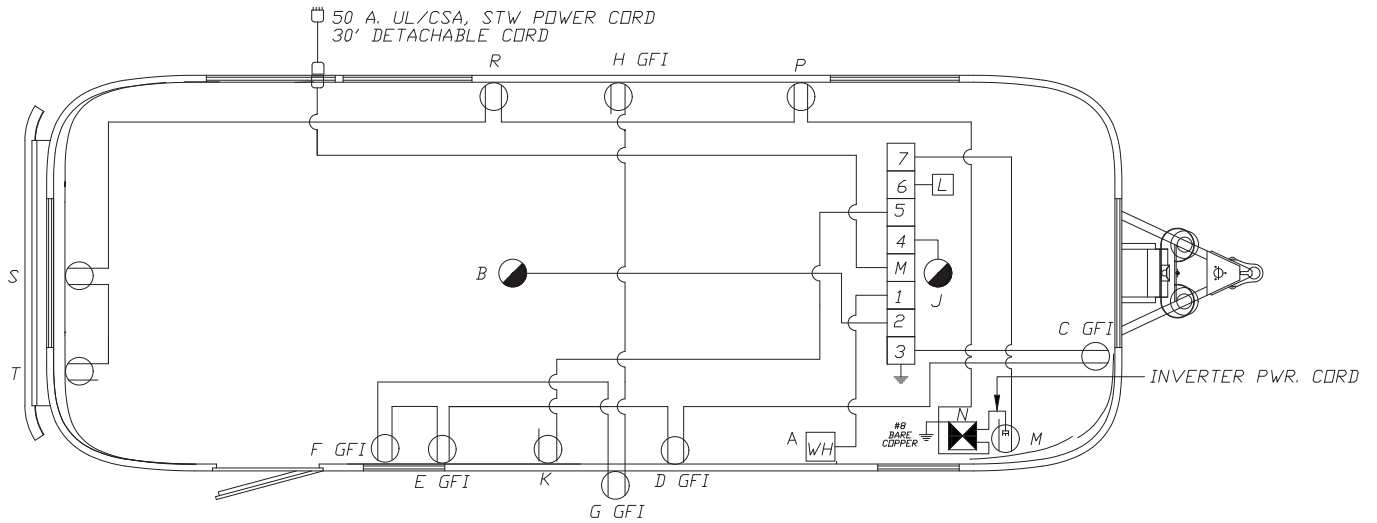 50 A. UL/CSA, STW POWER CORD
30' DETACHABLE CORD
R
H GFI
P
7
6
L
5
4
M
1
2
3
B
J
S
T
C GFI
INVERTER PWR. CORD
N
#8
BARE
COPPER
M
A
WH
F GFI
E GFI
K
D GFI
G GFI